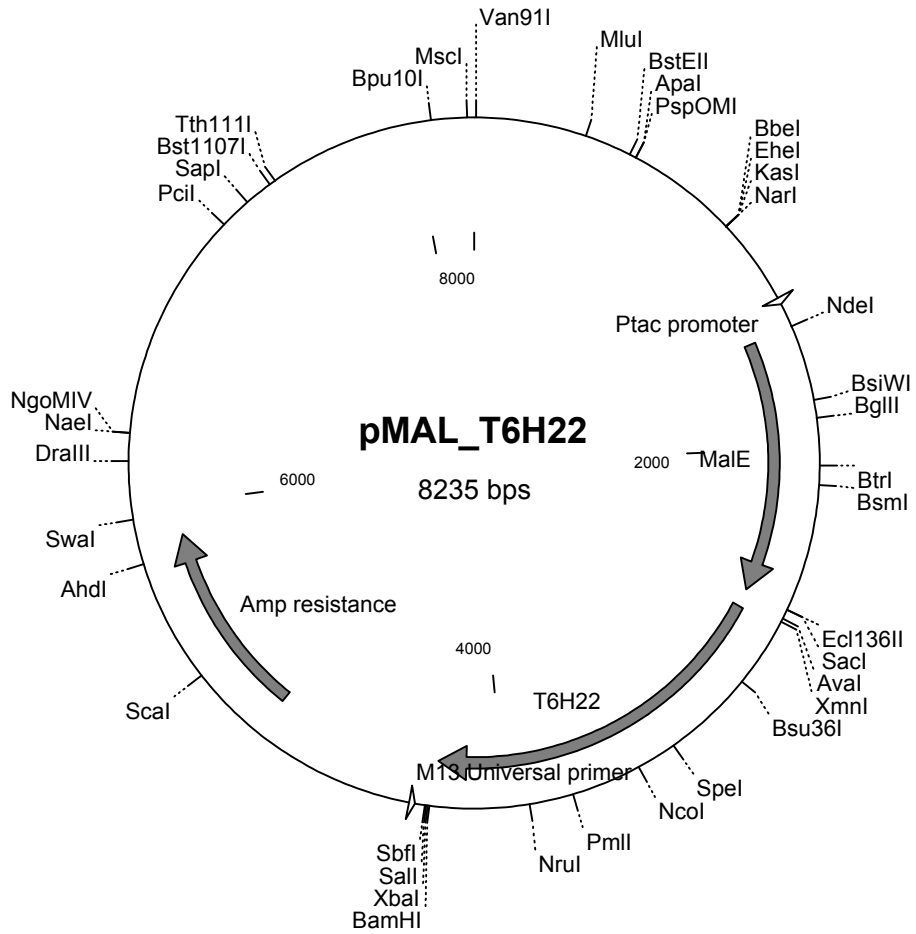 Van91I
MscI
Bpu10I
MluI
BstEII
ApaI
PspOMI
BbeI
EheI
KasI
NarI
Tth111I
Bst1107I
SapI
PciI
8000
NdeI
Ptac promoter
BsiWI
BglII
NgoMIV
NaeI
DraIII
pMAL_T6H22
8235 bps
2000
MalE
BtrI
BsmI
6000
SwaI
AhdI
Amp resistance
Ecl136II
SacI
AvaI
XmnI
Bsu36I
4000
T6H22
ScaI
M13 Universal primer
SpeI
NcoI
PmlI
NruI
SbfI
SalI
XbaI
BamHI